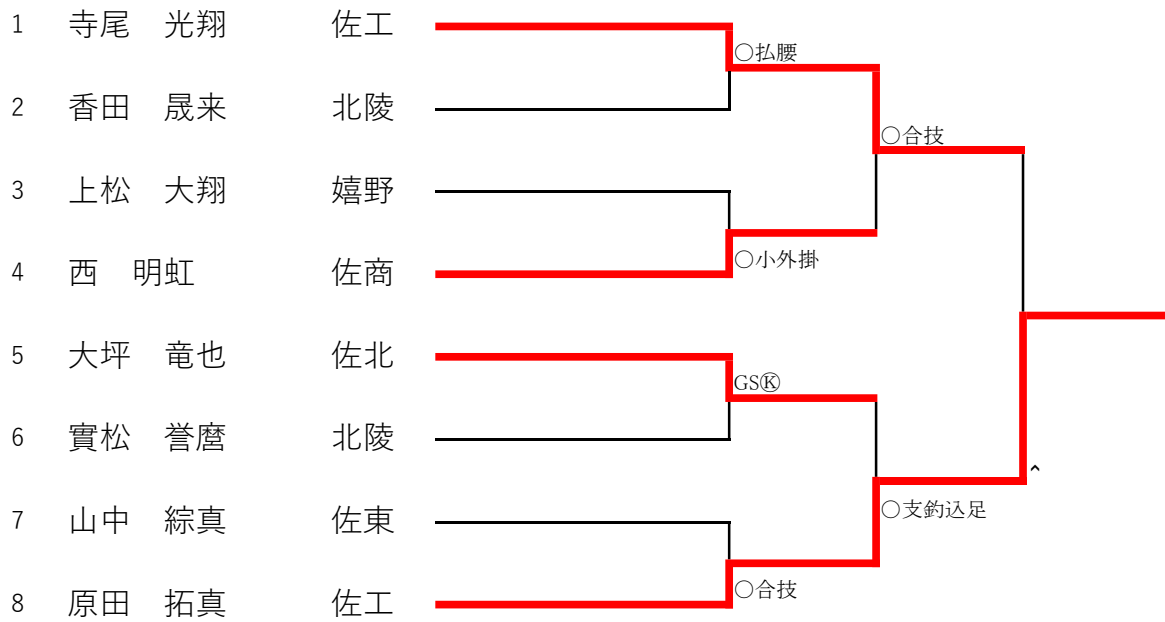 1 寺尾　光翔 佐工
○払腰
2 香田　晟来 北陵
○合技
3 上松　大翔 嬉野
○小外掛
4 西　明虹 佐商
5 大坪　竜也 佐北
GSⓀ
6 實松　誉麿 北陵
^
○支釣込足
7 山中　綜真 佐東
○合技
8 原田　拓真 佐工